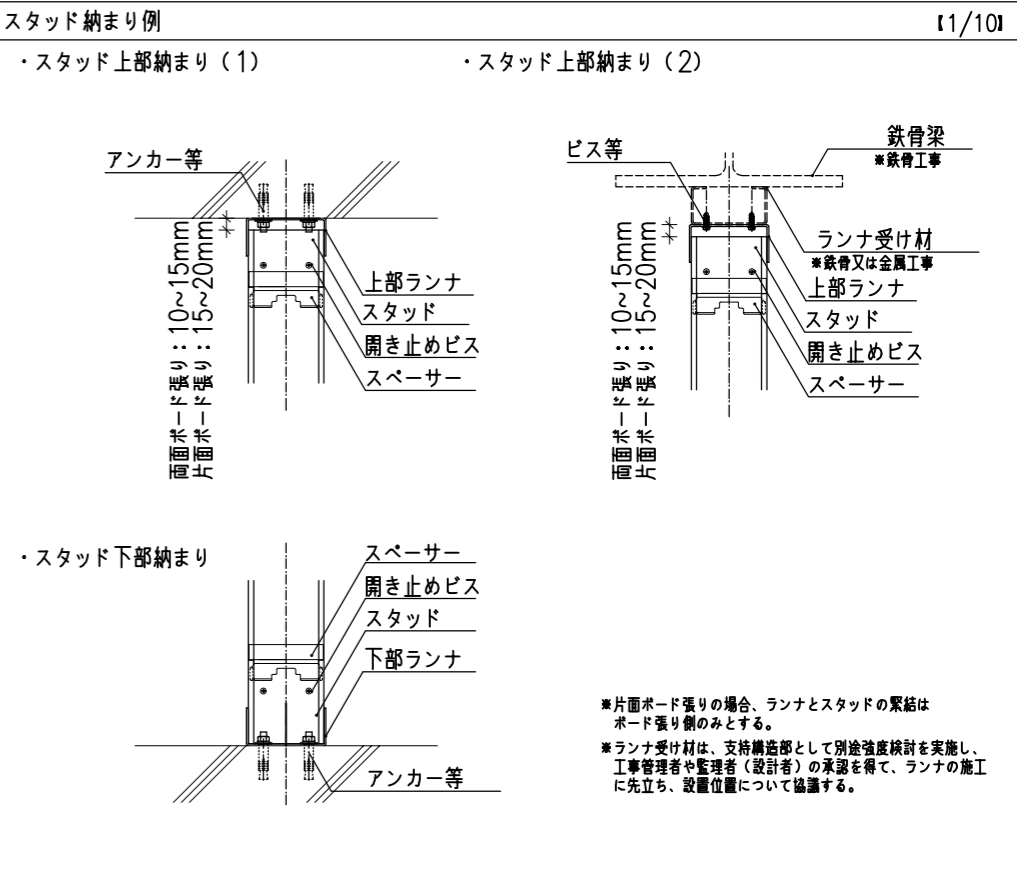 スタッド納まり例
【1/10】
・スタッド上部納まり（1）
・スタッド上部納まり（2）
アンカー等
両面ボード張り：10~15mm
片面ボード張り：15~20mm
上部ランナ
スタッド
開き止めビス
スペーサー
ビス等
鉄骨梁
※鉄骨工事
両面ボード張り：10~15mm
片面ボード張り：15~20mm
ランナ受け材
※鉄骨又は金属工事
上部ランナ
スタッド
開き止めビス
スペーサー
・スタッド下部納まり
スペーサー
開き止めビス
スタッド
下部ランナ
アンカー等
※片面ボード張りの場合、ランナとスタッドの緊結は
ボード張り側のみとする。
※ランナ受け材は、支持構造部として別途強度検討を実施し、
工事管理者や監理者（設計者）の承認を得て、ランナの施工
に先立ち、設置位置について協議する。